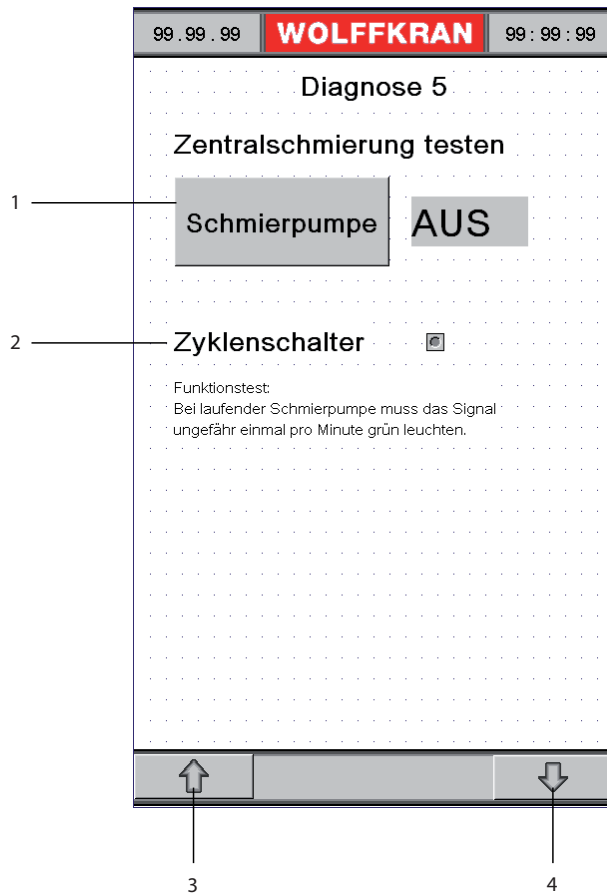 99.99.99 WOLFFKRAN 99:99:99
Diagnose 5
Zentralschmierung testen
1 Schmierpumpe AUS
2 Zyklenschalter
Funktionstest:
Bei laufender Schmierpumpe muss das Signal
ungefähr einmal pro Minute grün leuchten.
3 4